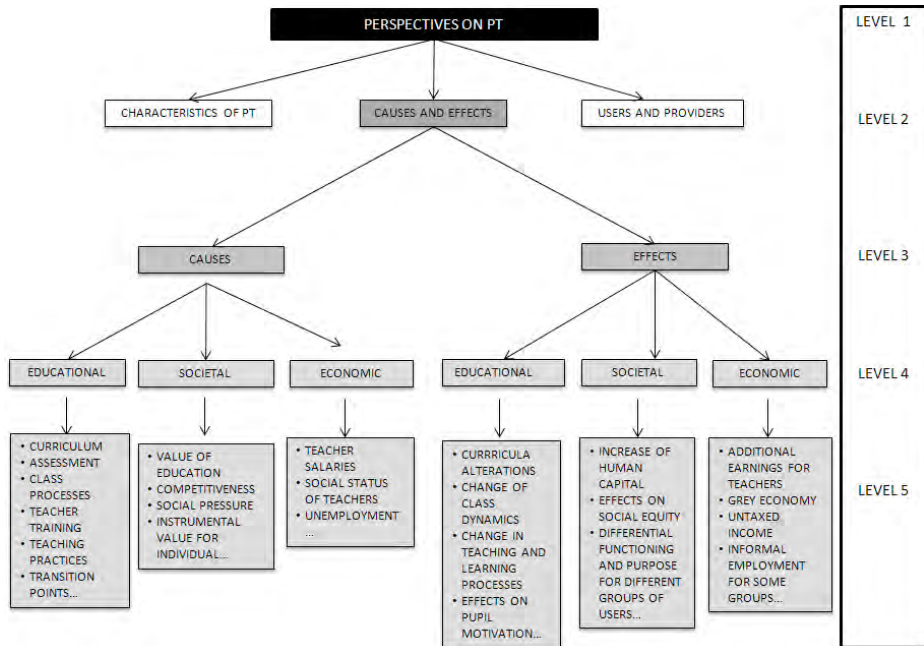 PERSPECTIVES ON PT
LEVEL 1
CHARACTERISTICS OF PT
CAUSES AND EFFECTS
USERS AND PROVIDERS
LEVEL 2
CAUSES
EFFECTS
LEVEL 3
EDUCATIONAL
SOCIETAL
ECONOMIC
EDUCATIONAL
SOCIETAL
ECONOMIC
LEVEL 4
• CURRICULUM
• ASSESSMENT
• CLASS
PROCESSES
• TEACHER
TRAINING
• TEACHING
PRACTICES
• TRANSITION
POINTS...
• VALUE OF
EDUCATION
• COMPETITIVENESS
• SOCIAL PRESSURE
• INSTRUMENTAL
VALUE FOR
INDIVIDUAL...
• TEACHER
SALARIES
• SOCIAL STATUS
OF TEACHERS
• UNEMPLOYMENT
...
• CURRRICULA
ALTERATIONS
• CHANGE OF
CLASS
DYNAMICS
• CHANGE IN
TEACHING AND
LEARNING
PROCESSES
• EFFECTS ON
PUPIL
MOTIVATION...
• INCREASE OF
HUMAN
CAPITAL
• EFFECTS ON
SOCIAL EQUITY
• DIFFERENTIAL
FUNCTIONING
AND PURPOSE
FOR DIFFERENT
GROUPS OF
USERS...
• ADDITIONAL
EARNINGS FOR
TEACHERS
• GREY ECONOMY
• UNTAXED
INCOME
• INFORMAL
EMPLOYMENT
FOR SOME
GROUPS...
LEVEL 5